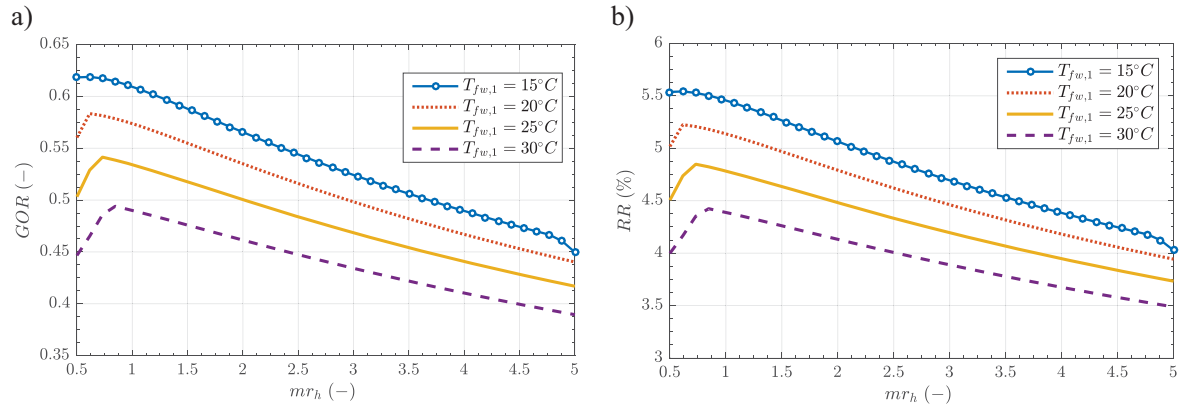 a)
0.65
0.6
0.55
0.5
0.45
0.4
0.35
GOR (−)
0.5 1 1.5 2 2.5 3 3.5 4 4.5 5
mr_h (−)
T_{fw,1} = 15°C
T_{fw,1} = 20°C
T_{fw,1} = 25°C
T_{fw,1} = 30°C
b)
6
5.5
5
4.5
4
3.5
3
RR (%)
0.5 1 1.5 2 2.5 3 3.5 4 4.5 5
mr_h (−)
T_{fw,1} = 15°C
T_{fw,1} = 20°C
T_{fw,1} = 25°C
T_{fw,1} = 30°C